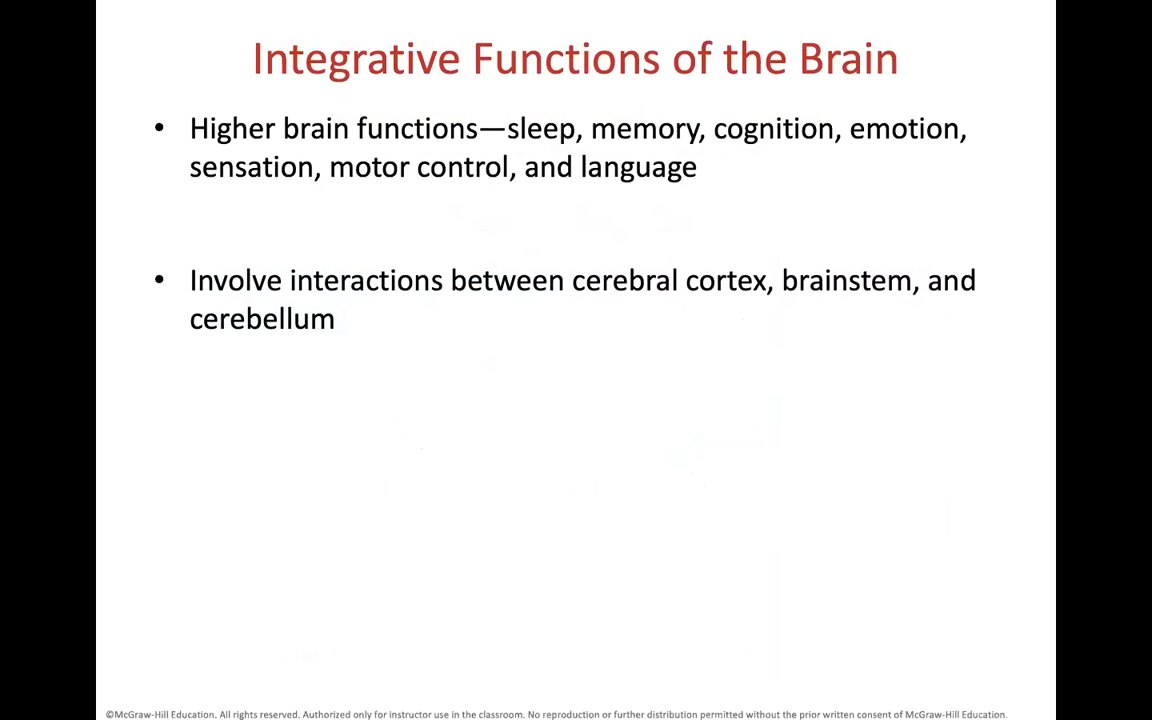 Integrative Functions of the Brain
• Higher brain functions—sleep, memory, cognition, emotion,
sensation, motor control, and language
• Involve interactions between cerebral cortex, brainstem, and
cerebellum
©McGraw-Hill Education. All rights reserved. Authorized only for instructor use in the classroom. No reproduction or further distribution permitted without the prior written consent of McGraw-Hill Education.